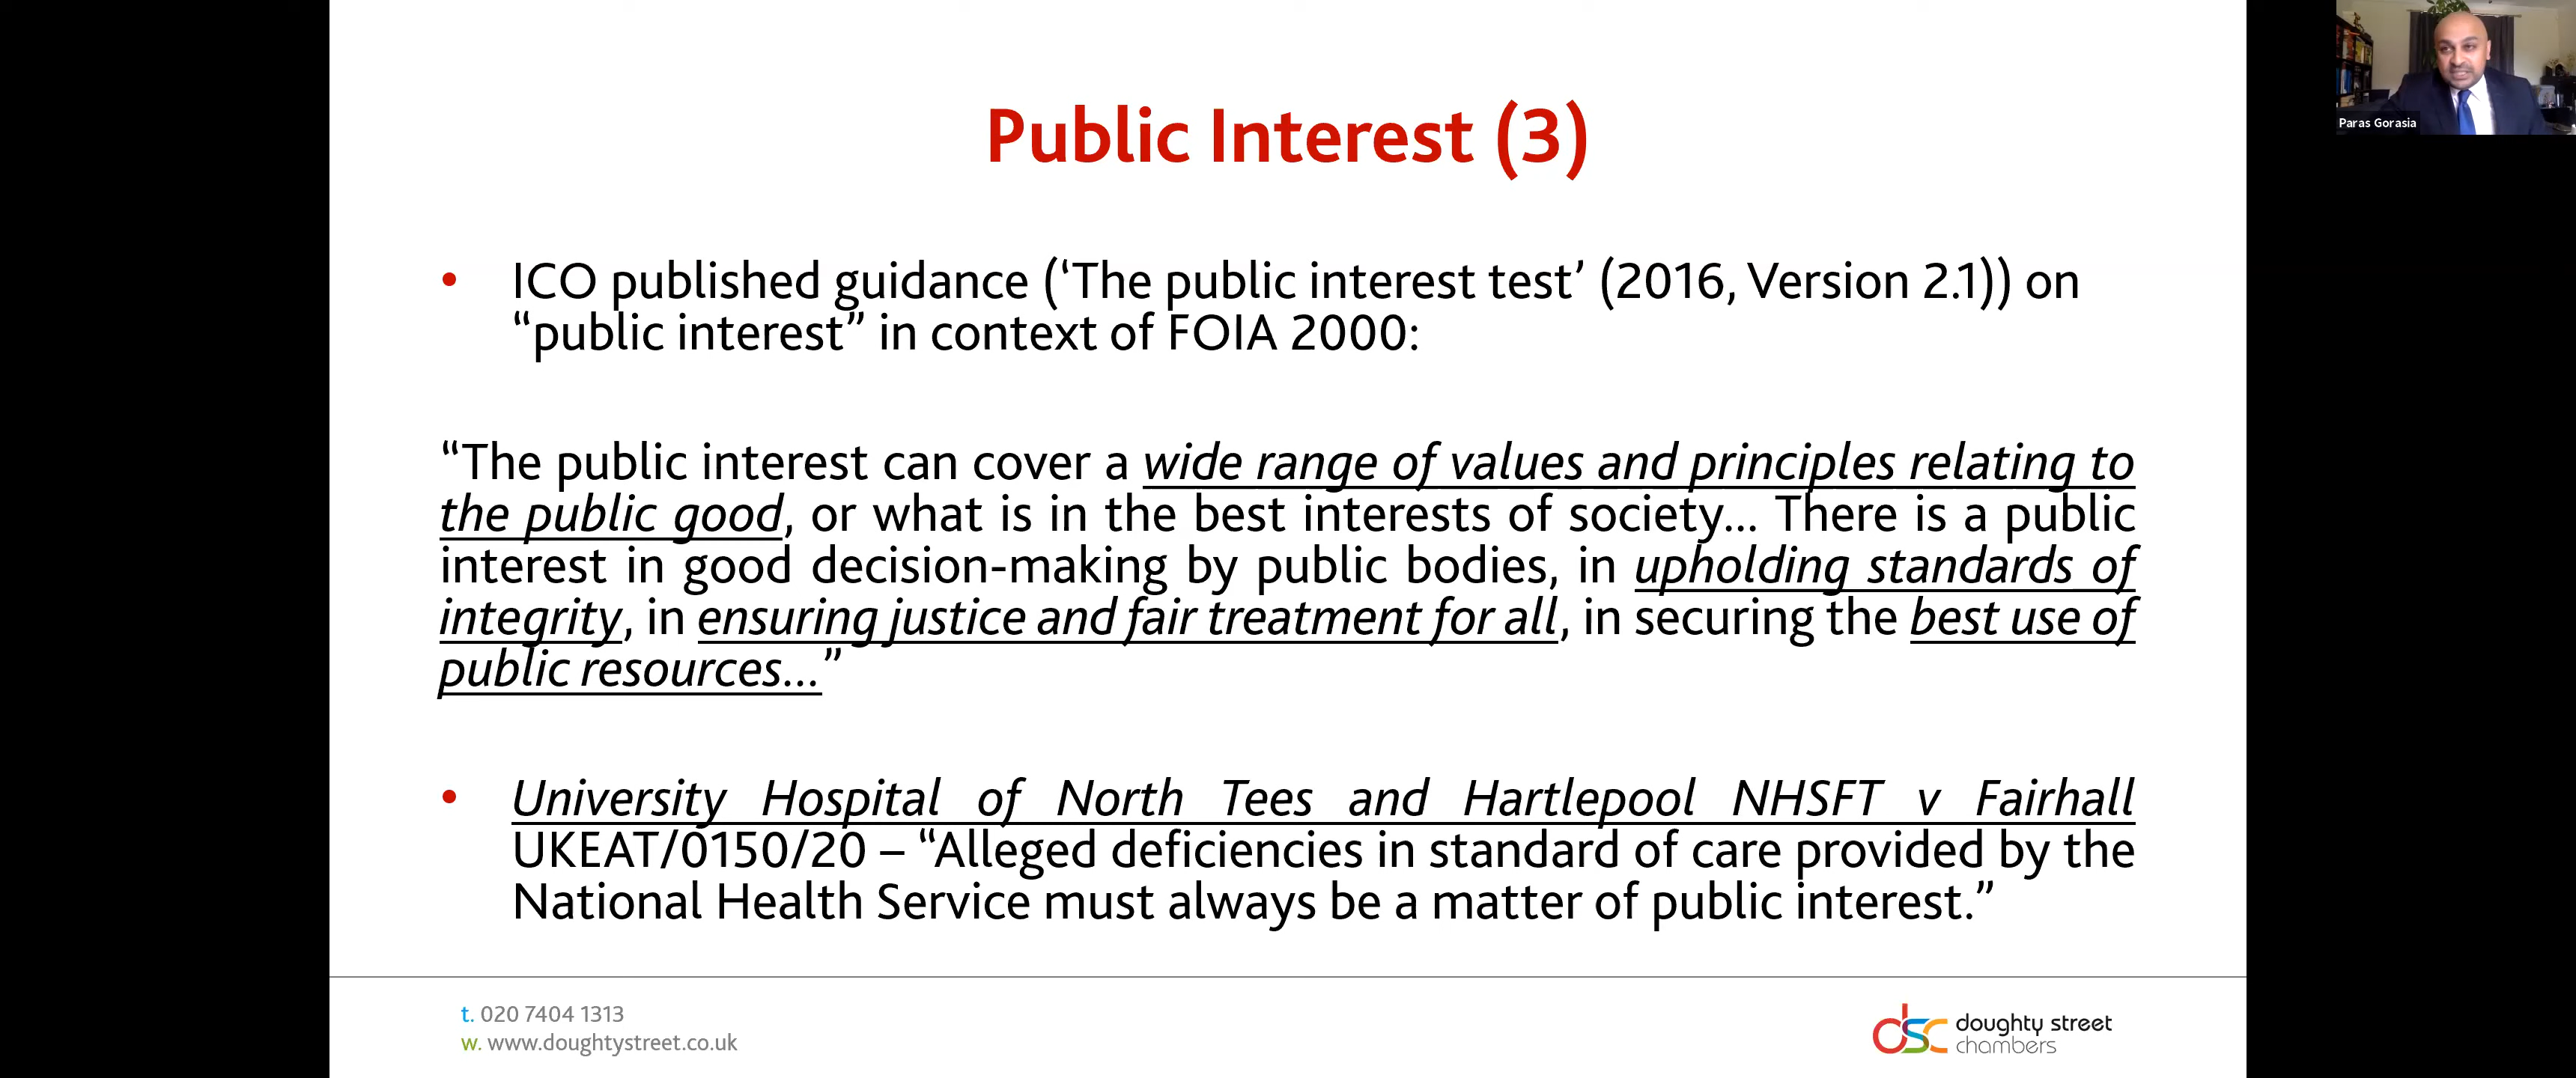 Public Interest (3)
Paras Gorasia
• ICO published guidance (‘The public interest test’ (2016, Version 2.1)) on
“public interest” in context of FOIA 2000:
“The public interest can cover a wide range of values and principles relating to
the public good, or what is in the best interests of society... There is a public
interest in good decision-making by public bodies, in upholding standards of
integrity, in ensuring justice and fair treatment for all, in securing the best use of
public resources...”
• University Hospital of North Tees and Hartlepool NHSFT v Fairhall
UKEAT/0150/20 – “Alleged deficiencies in standard of care provided by the
National Health Service must always be a matter of public interest.”
t. 020 7404 1313
w. www.doughtystreet.co.uk
dsc doughty street
chambers